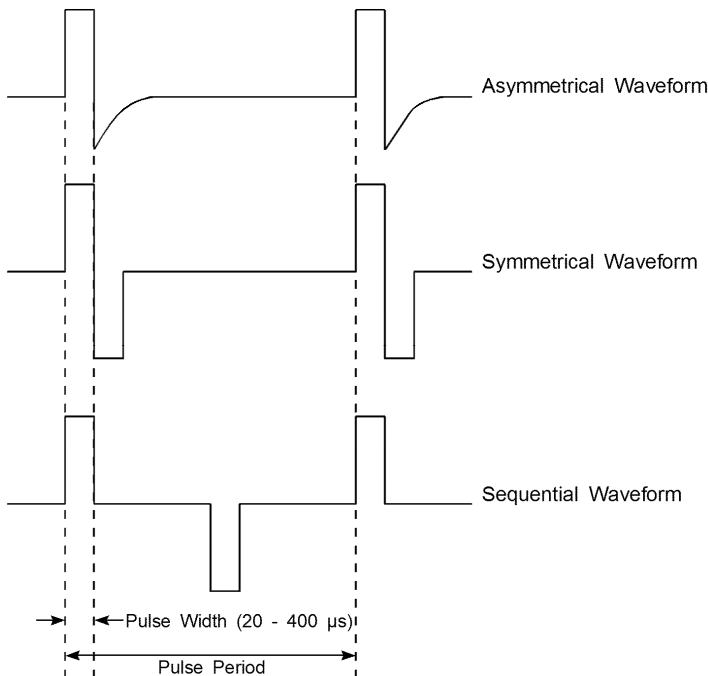 Asymmetrical Waveform
Symmetrical Waveform
Sequential Waveform
Pulse Width (20 - 400 µs)
Pulse Period